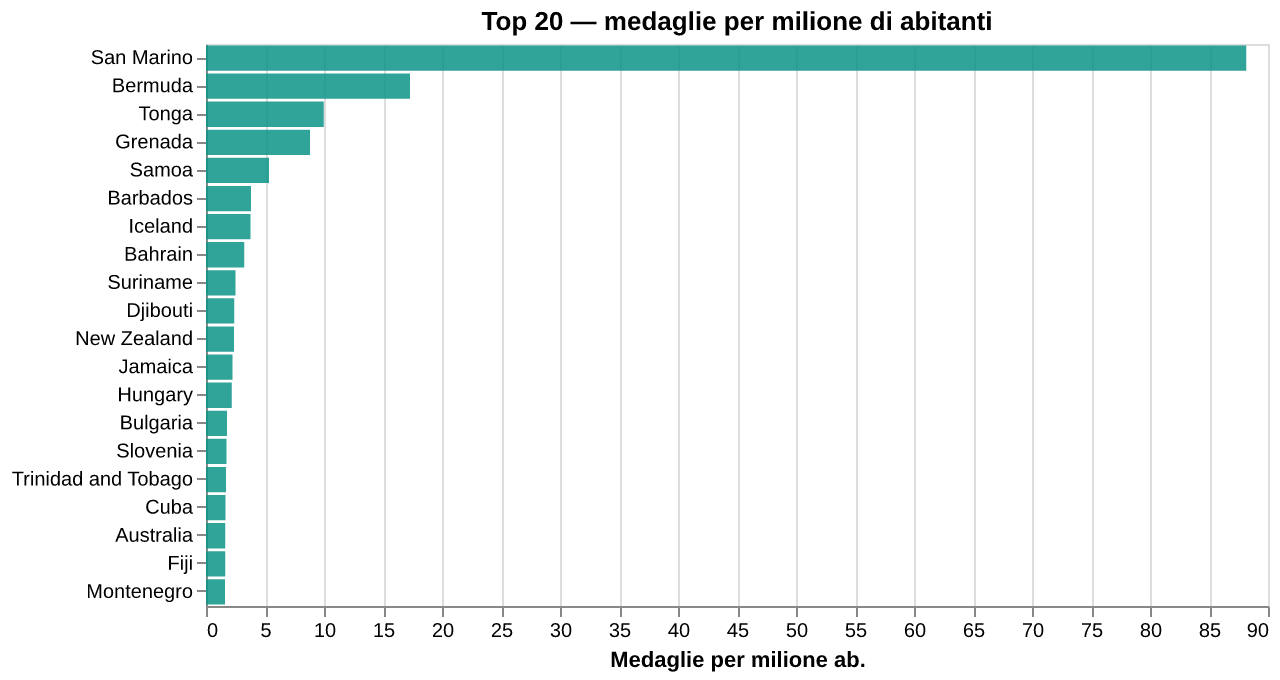 Top 20 — medaglie per milione di abitanti
San Marino
Bermuda
Tonga
Grenada
Samoa
Barbados
Iceland
Bahrain
Suriname
Djibouti
New Zealand
Jamaica
Hungary
Bulgaria
Slovenia
Trinidad and Tobago
Cuba
Australia
Fiji
Montenegro
0 5 10 15 20 25 30 35 40 45 50 55 60 65 70 75 80 85 90
Medaglie per milione ab.